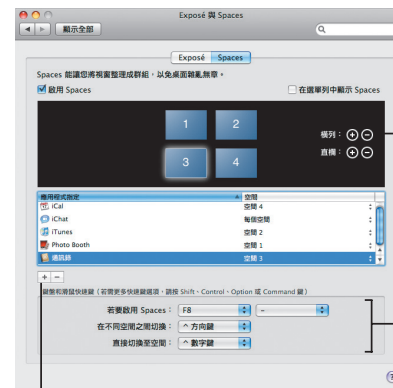 Exposé 與 Spaces
顯示全部
Exposé Spaces
Spaces 能讓您將視窗整理成群組，以免桌面雜亂無章。
啟用 Spaces
在選單列中顯示 Spaces
1 2
橫列：
直欄：
3 4
應用程式指定 空間
iCal 空間 4
iChat 每個空間
iTunes 空間 2
Photo Booth 空間 1
通訊錄 空間 3
+ −
鍵盤和滑鼠快速鍵（若需更多快速鍵選項，請按 Shift、Control、Option 或 Command 鍵）
若要啟用 Spaces： F8 –
在不同空間之間切換： ^ 方向鍵
直接切換至空間： ^ 數字鍵
?